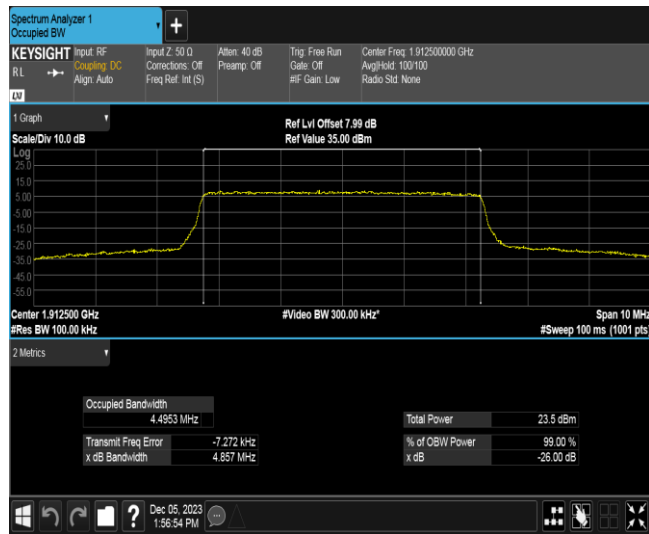 Spectrum Analyzer 1
Occupied BW
+
KEYSIGHT Input: RF Input Z: 50 Ω Atten: 40 dB Trig: Free Run Center Freq: 1.912500000 GHz
RL Coupling: DC Corrections: Off Preamp: Off Gate: Off Avg|Hold: 100/100
Align: Auto Freq Ref: Int (S) #IF Gain: Low Radio Std: None
LXI
1 Graph Ref Lvl Offset 7.99 dB
Scale/Div 10.0 dB Ref Value 35.00 dBm
Log
25.0
15.0
5.00
-5.00
-15.0
-25.0
-35.0
-45.0
-55.0
Center 1.912500 GHz #Video BW 300.00 kHz* Span 10 MHz
#Res BW 100.00 kHz #Sweep 100 ms (1001 pts)
2 Metrics
Occupied Bandwidth
4.4953 MHz Total Power 23.5 dBm
Transmit Freq Error -7.272 kHz % of OBW Power 99.00 %
x dB Bandwidth 4.857 MHz x dB -26.00 dB
? Dec 05, 2023
1:56:54 PM